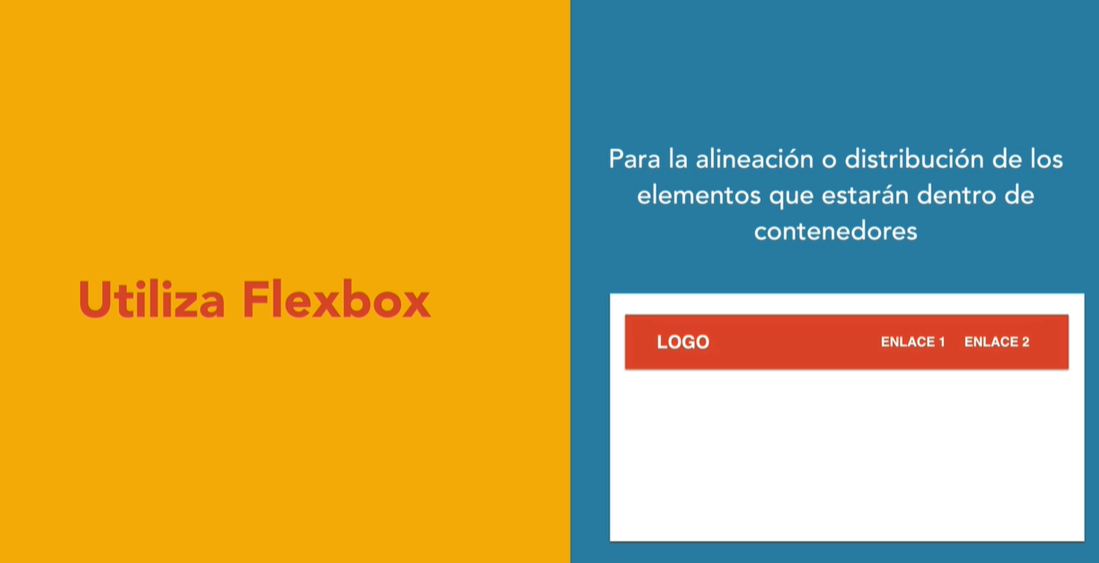 Utiliza Flexbox
Para la alineación o distribución de los
elementos que estarán dentro de
contenedores
LOGO
ENLACE 1 ENLACE 2